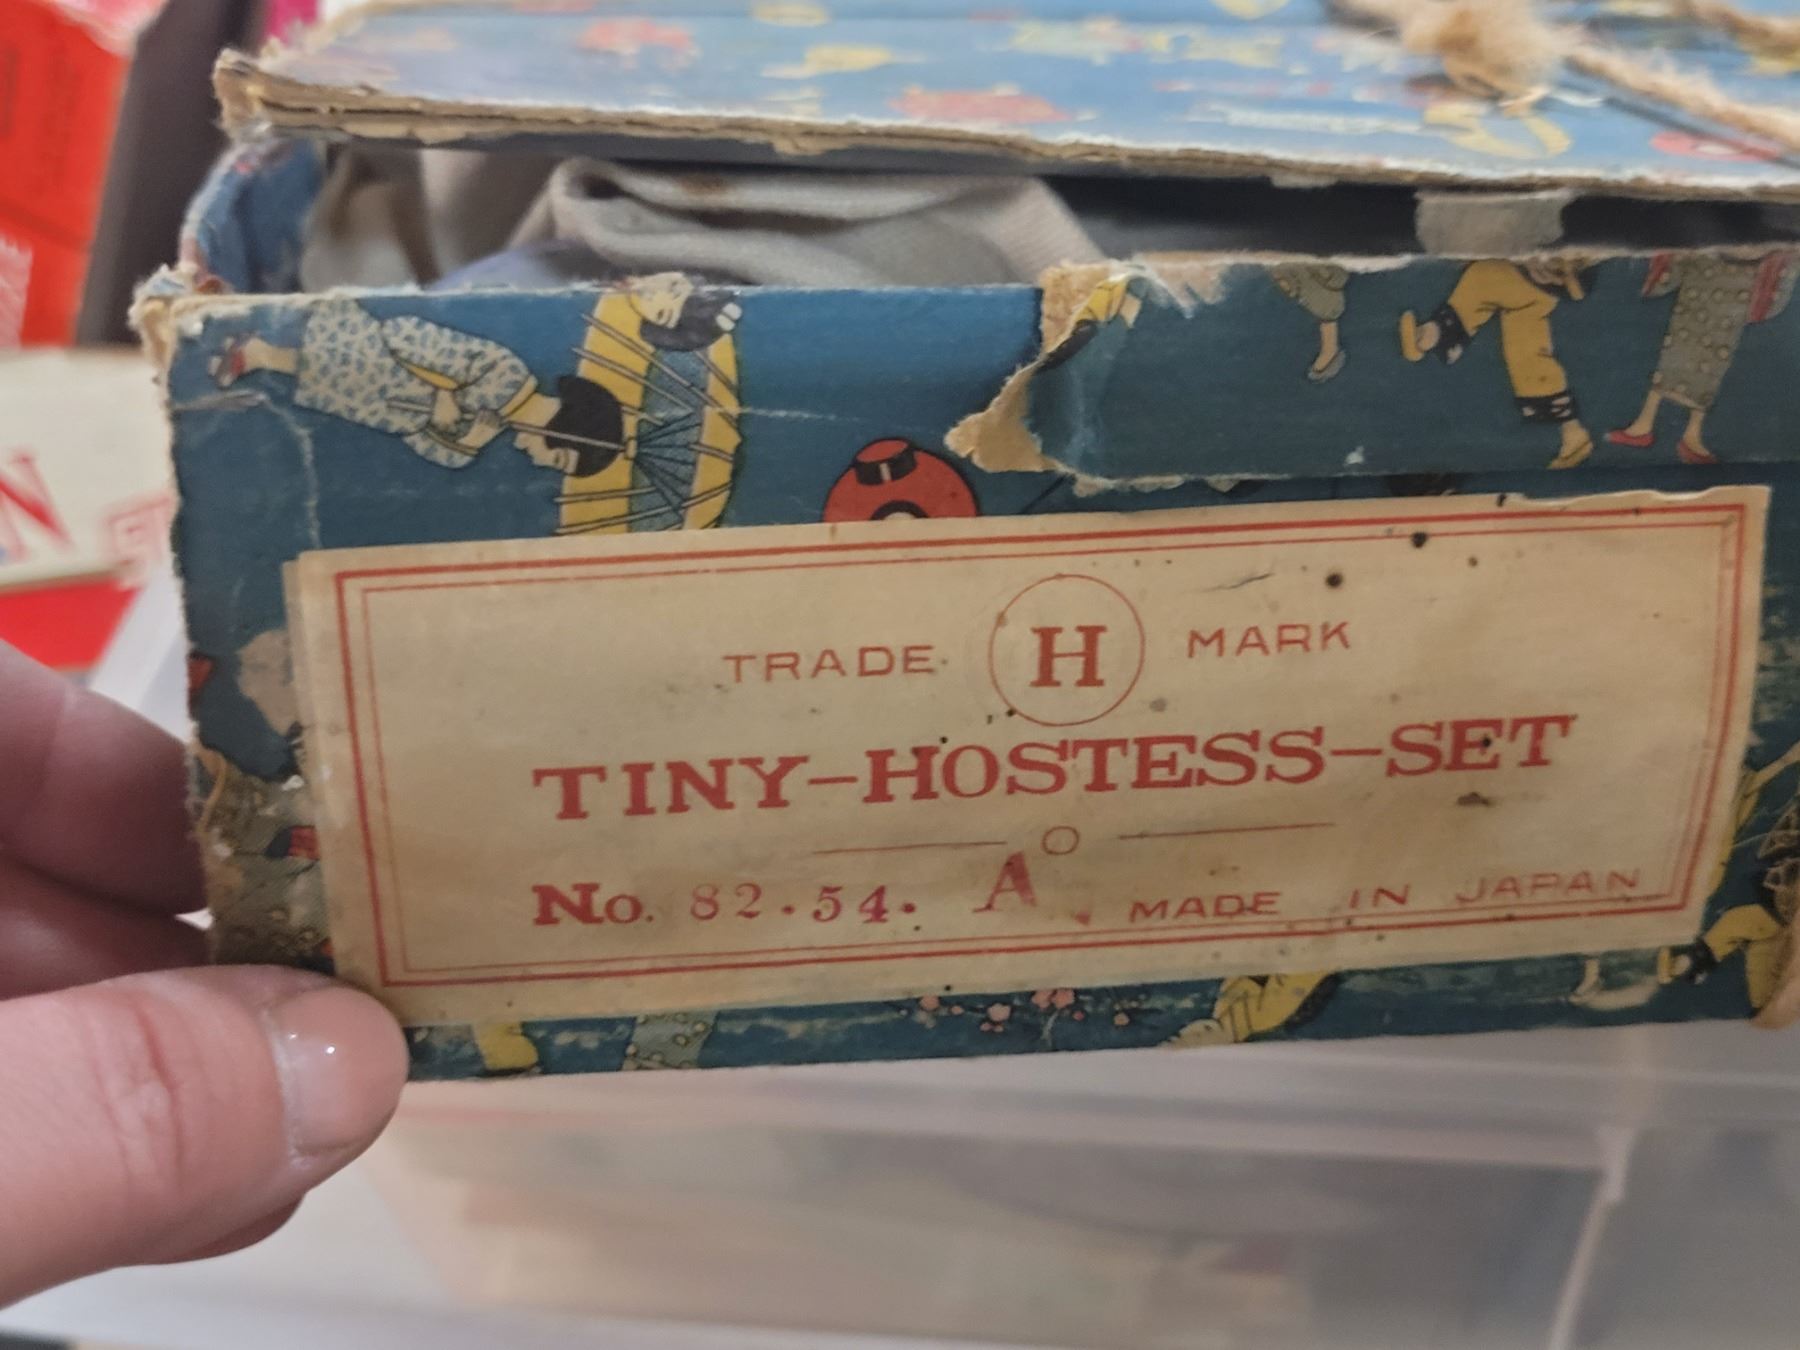 TRADE H MARK
TINY-HOSTESS-SET
No. 82.54. A MADE IN JAPAN